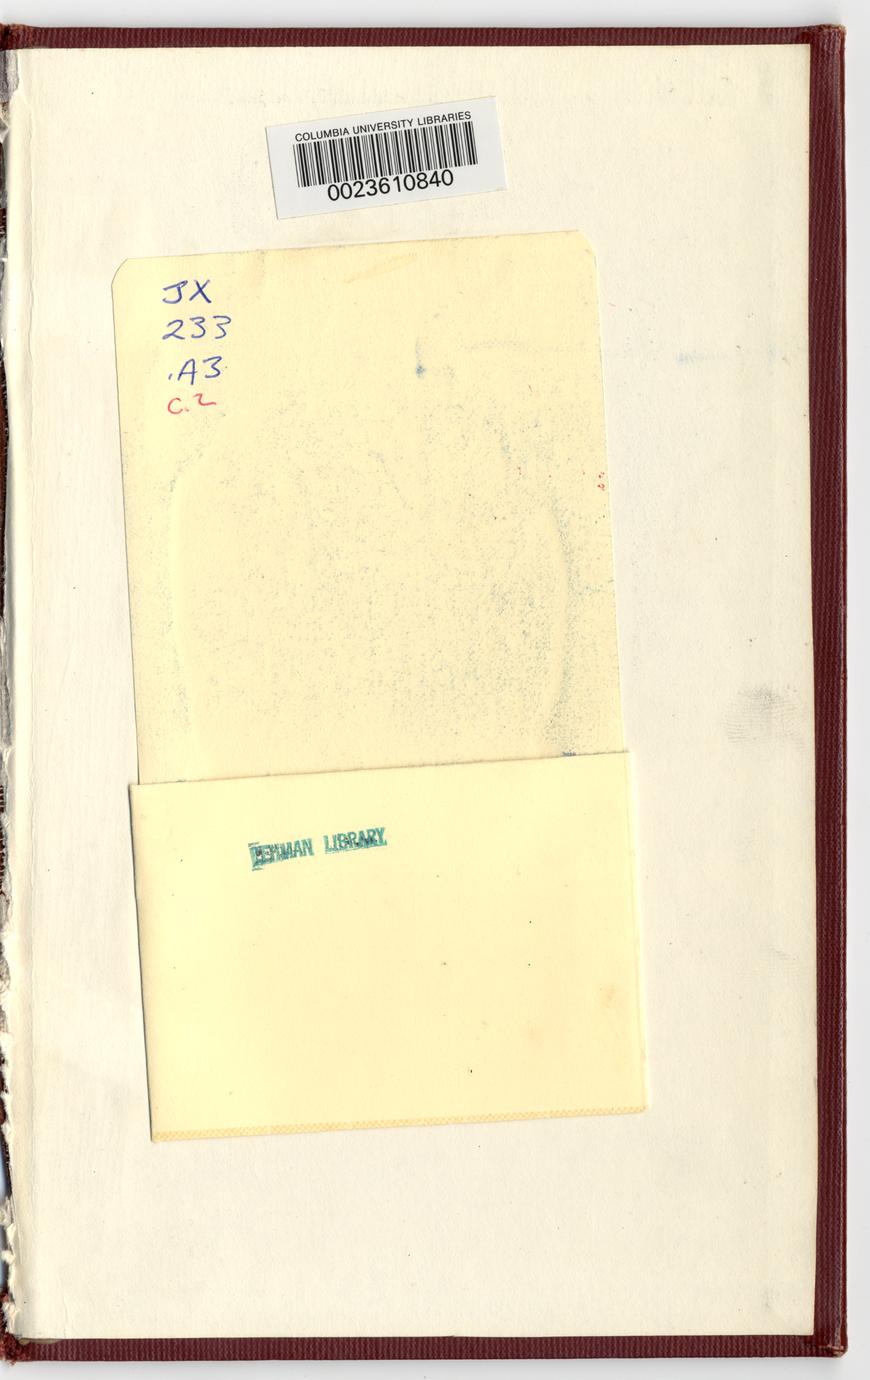 COLUMBIA UNIVERSITY LIBRARIES
0023610840
JX
233
.A3
C.2
LEHMAN LIBRARY